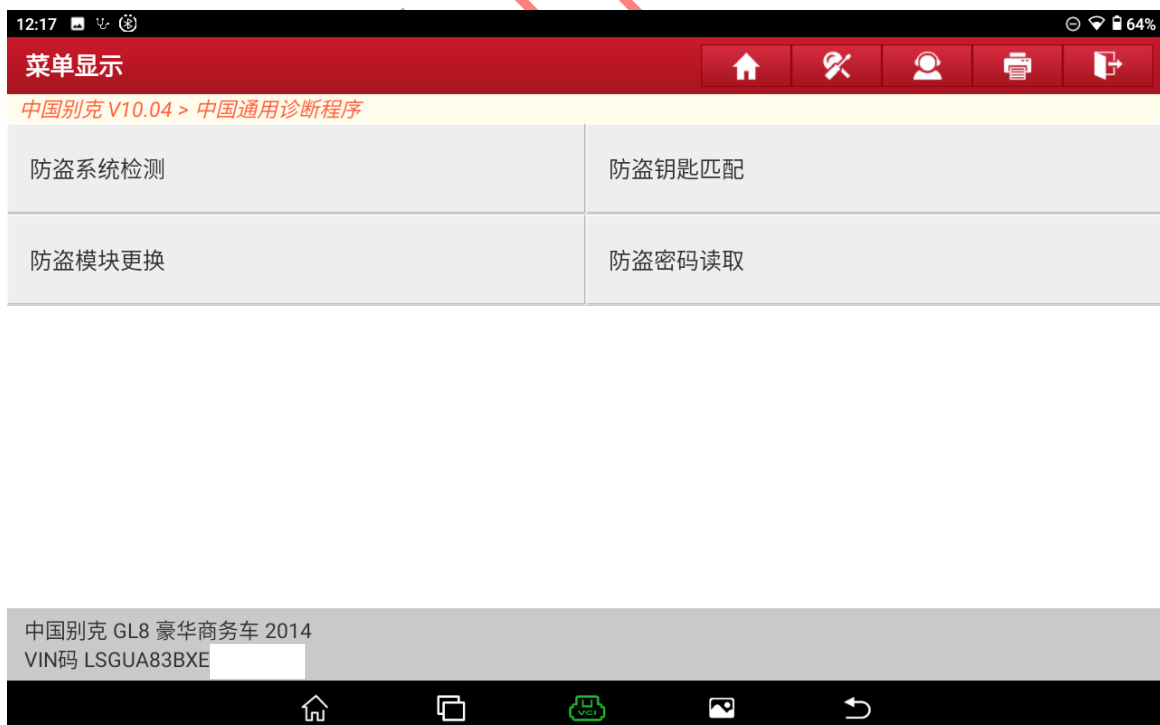 12:17 64%
菜单显示
中国别克 V10.04 > 中国通用诊断程序
防盗系统检测 防盗钥匙匹配
防盗模块更换 防盗密码读取
中国别克 GL8 豪华商务车 2014
VIN码 LSGUA83BXE
VCI